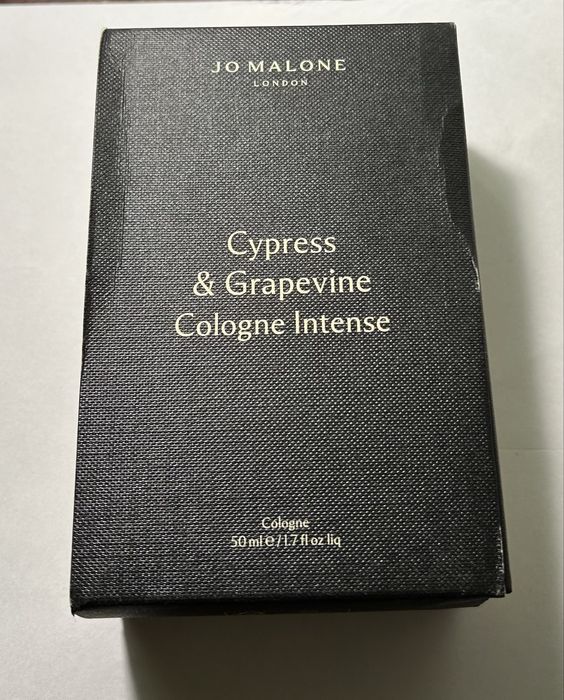 JO MALONE
LONDON
Cypress
& Grapevine
Cologne Intense
Cologne
50 ml ℮ / 1.7 fl oz liq